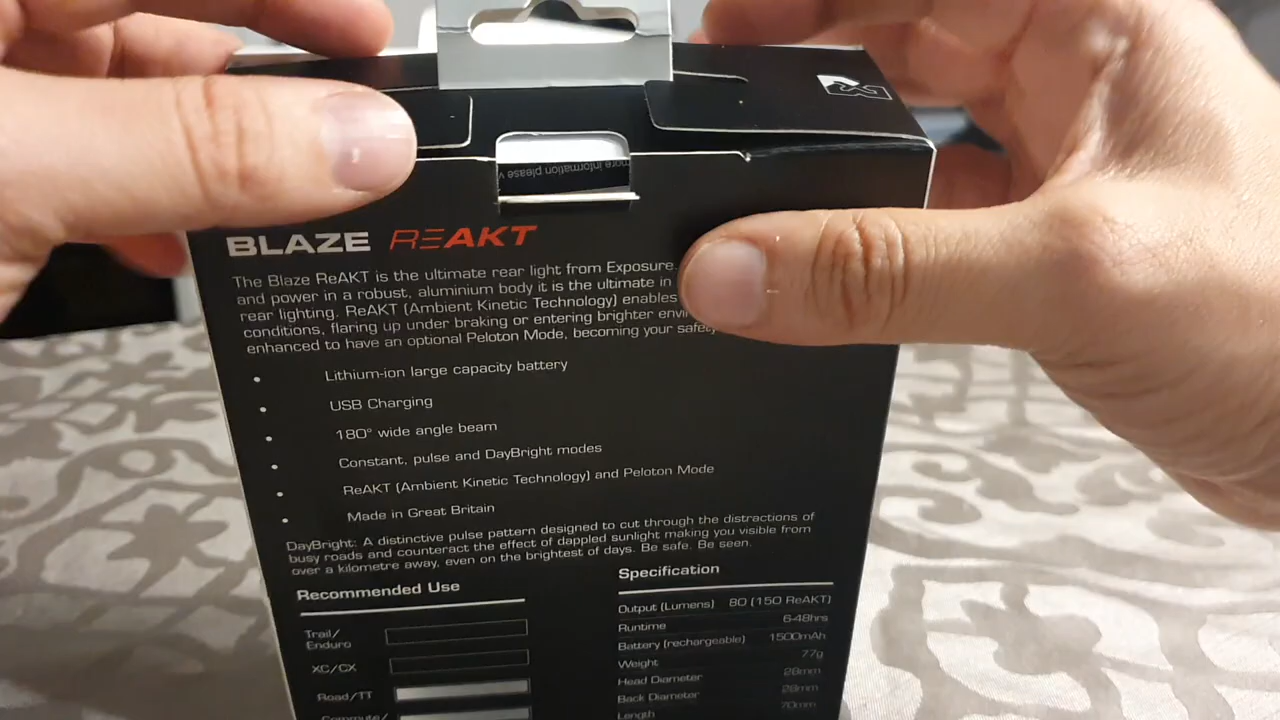 more information please
BLAZE REAKT
The Blaze ReAKT is the ultimate rear light from Exposure.
and power in a robust, aluminium body it is the ultimate in
rear lighting. ReAKT (Ambient Kinetic Technology) enables
conditions, flaring up under braking or entering brighter
enhanced to have an optional Peloton Mode, becoming your safety
• Lithium-ion large capacity battery
• USB Charging
• 180° wide angle beam
• Constant, pulse and DayBright modes
• ReAKT (Ambient Kinetic Technology) and Peloton Mode
• Made in Great Britain
DayBright: A distinctive pulse pattern designed to cut through the distractions of
busy roads and counteract the effect of dappled sunlight making you visible from
over a kilometre away, even on the brightest of days. Be safe. Be seen.
Recommended Use
Trail/
Enduro
XC/CX
Road/TT
Commute/
Specification
Output (Lumens) 80 (150 ReAKT)
Runtime 6-48hrs
Battery (rechargeable) 1500mAh
Weight 77g
Head Diameter 28mm
Back Diameter 28mm
Length 70mm